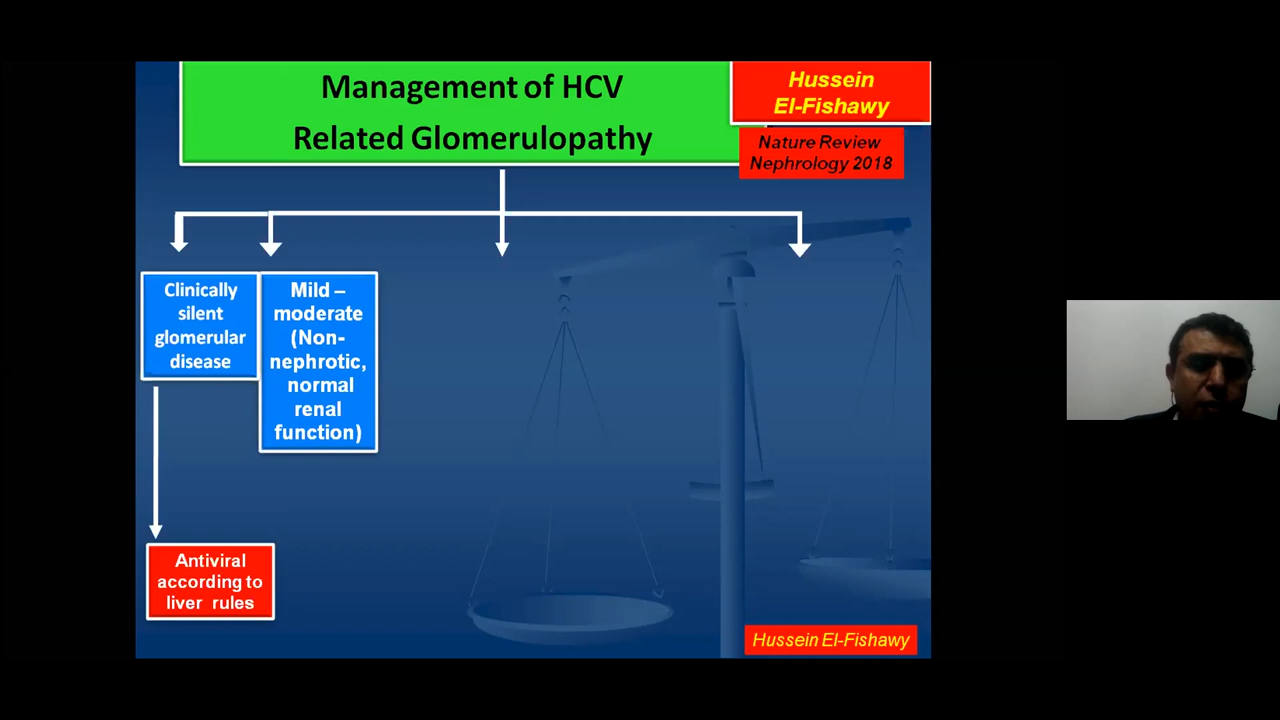 Management of HCV
Related Glomerulopathy
Hussein
El-Fishawy
Nature Review
Nephrology 2018
Clinically
silent
glomerular
disease
Mild –
moderate
(Non-
nephrotic,
normal
renal
function)
Antiviral
according to
liver rules
Hussein El-Fishawy